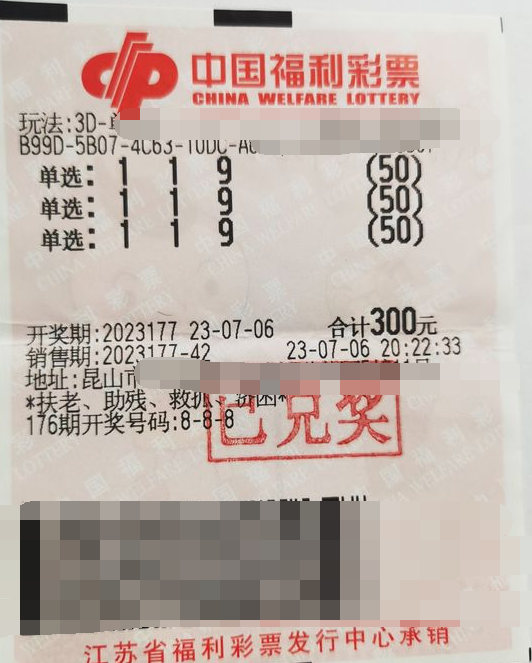 中国福利彩票
CHINA WELFARE LOTTERY
玩法:3D-单
B99D-5B07-4C63-10DC-A0
单选: 1 1 9 (50)
单选: 1 1 9 (50)
单选: 1 1 9 (50)
开奖期:2023177 23-07-06 合计300元
销售期:2023177-42 23-07-06 20:22:33
地址:昆山市
*扶老、助残、救孤、济困*
176期开奖号码:8-8-8
已兑奖
江苏省福利彩票发行中心承销